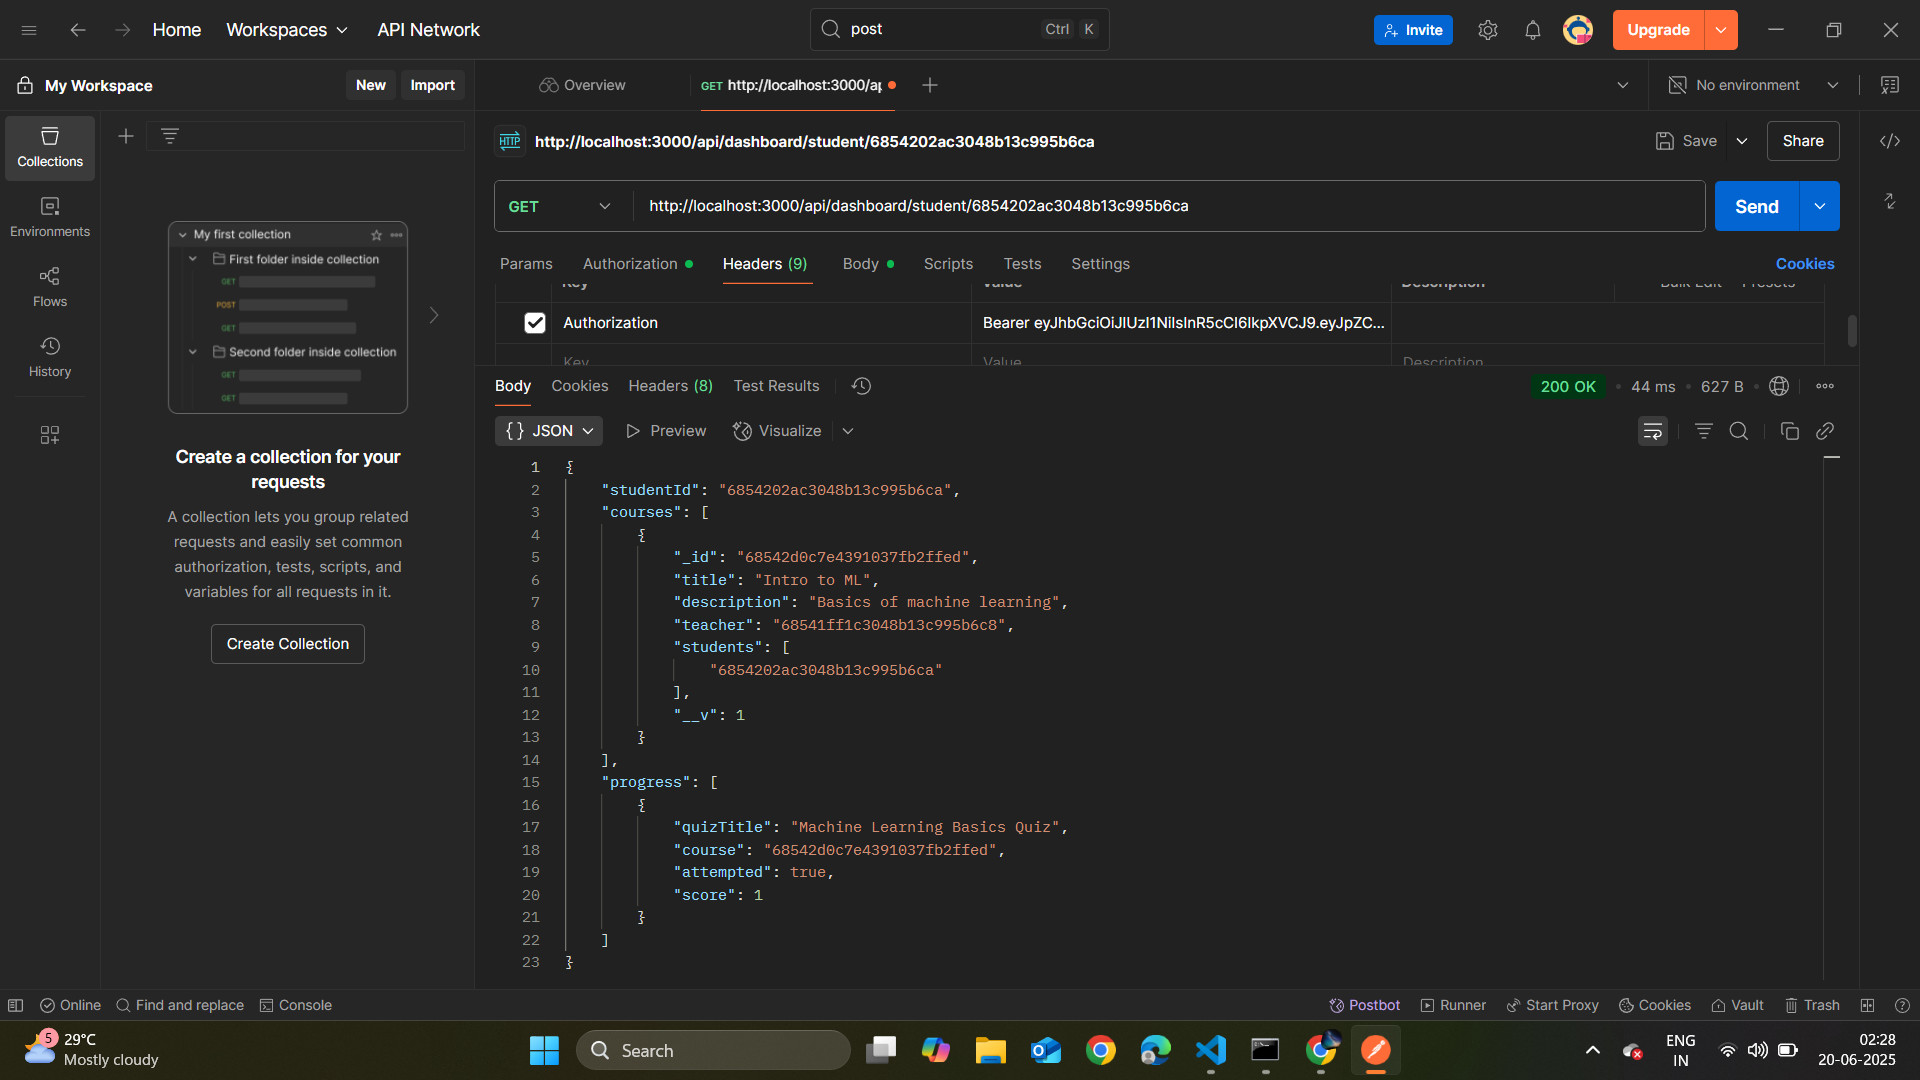 Home
Workspaces
API Network
post
Ctrl K
Invite
Upgrade
My Workspace
New
Import
Overview
GET http://localhost:3000/ap
No environment
Collections
Environments
Flows
History
My first collection
First folder inside collection
GET
POST
GET
Second folder inside collection
GET
GET
Create a collection for your
requests
A collection lets you group related
requests and easily set common
authorization, tests, scripts, and
variables for all requests in it.
Create Collection
HTTP
http://localhost:3000/api/dashboard/student/6854202ac3048b13c995b6ca
Save
Share
GET
http://localhost:3000/api/dashboard/student/6854202ac3048b13c995b6ca
Send
Params
Authorization
Headers (9)
Body
Scripts
Tests
Settings
Cookies
Key
Value
Description
Bulk Edit
Presets
Authorization
Bearer eyJhbGciOiJIUzI1NiIsInR5cCI6IkpXVCJ9.eyJpZC...
Key
Value
Description
Body
Cookies
Headers (8)
Test Results
200 OK
44 ms
627 B
{} JSON
Preview
Visualize
1 {
2 "studentId": "6854202ac3048b13c995b6ca",
3 "courses": [
4 {
5 "_id": "68542d0c7e4391037fb2ffed",
6 "title": "Intro to ML",
7 "description": "Basics of machine learning",
8 "teacher": "68541ff1c3048b13c995b6c8",
9 "students": [
10 "6854202ac3048b13c995b6ca"
11 ],
12 "__v": 1
13 }
14 ],
15 "progress": [
16 {
17 "quizTitle": "Machine Learning Basics Quiz",
18 "course": "68542d0c7e4391037fb2ffed",
19 "attempted": true,
20 "score": 1
21 }
22 ]
23 }
Online
Find and replace
Console
Postbot
Runner
Start Proxy
Cookies
Vault
Trash
5
29°C
Mostly cloudy
Search
ENG
IN
02:28
20-06-2025